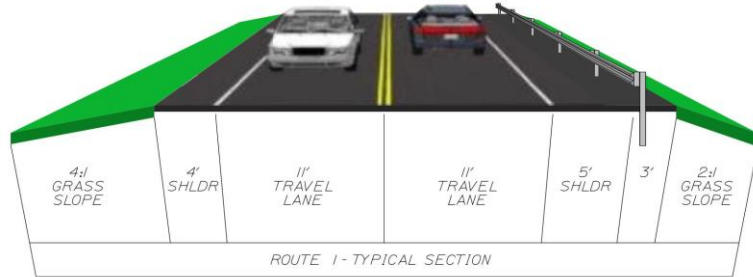 4:1
GRASS
SLOPE
4'
SHLDR
11'
TRAVEL
LANE
11'
TRAVEL
LANE
5'
SHLDR
3'
2:1
GRASS
SLOPE
ROUTE 1 - TYPICAL SECTION